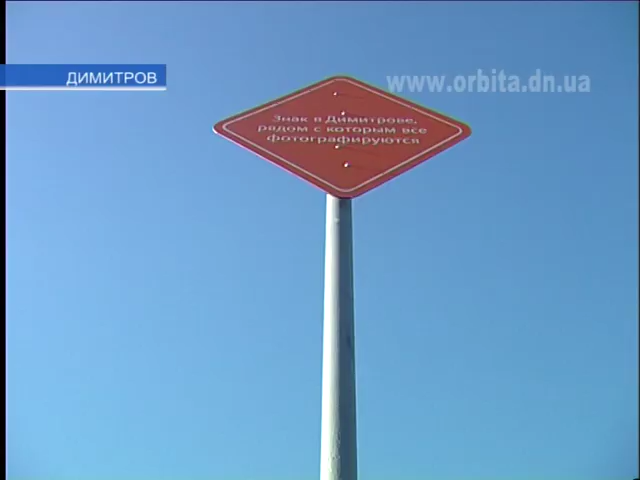 ДИМИТРОВ
www.orbita.dn.ua
Знак в Димитрове,
рядом с которым все
фотографируются